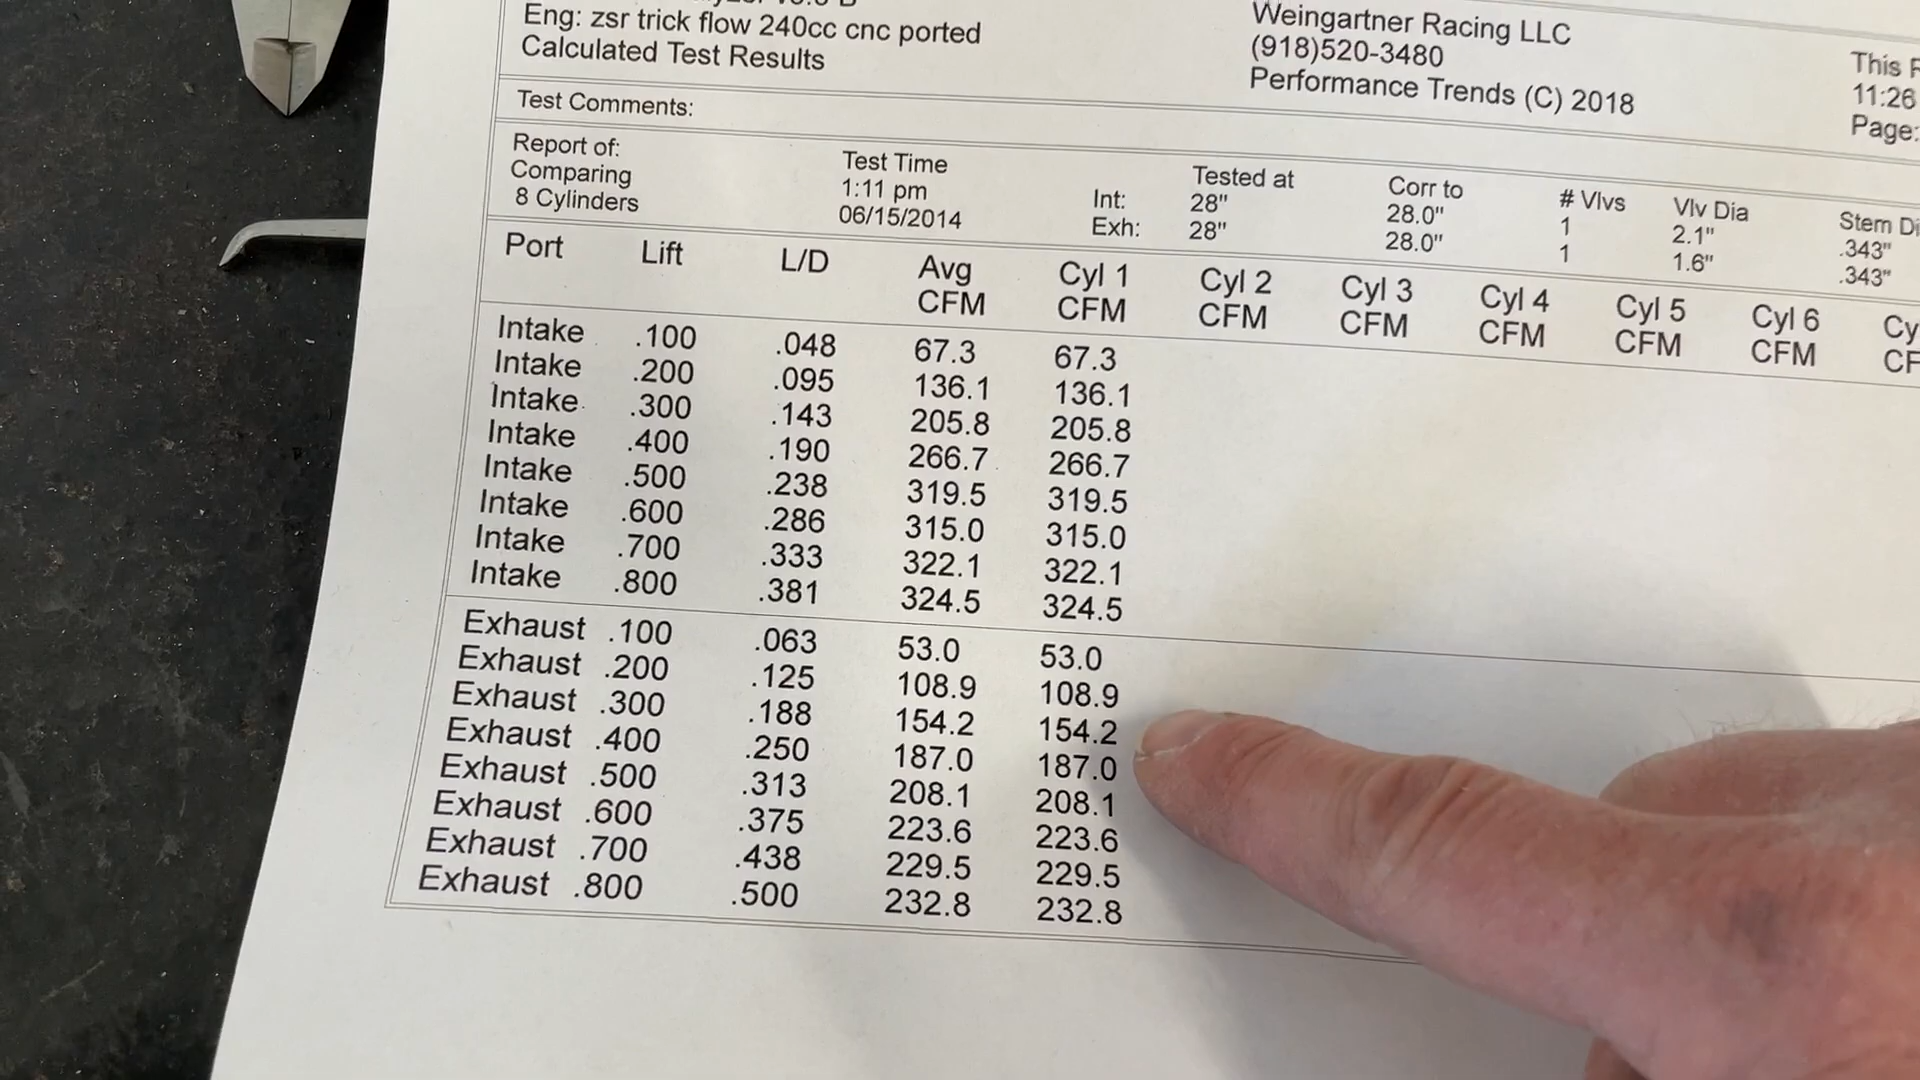 Eng: zsr trick flow 240cc cnc ported
Calculated Test Results
Weingartner Racing LLC
(918)520-3480
Performance Trends (C) 2018
This
11:26
Page:
Test Comments:
Report of:
Comparing
8 Cylinders
Test Time
1:11 pm
06/15/2014
Tested at Corr to # Vlvs Vlv Dia Stem
Int: 28" 28.0" 1 2.1" .343"
Exh: 28" 28.0" 1 1.6" .343"
Port Lift L/D Avg CFM Cyl 1 CFM Cyl 2 CFM Cyl 3 CFM Cyl 4 CFM Cyl 5 CFM Cyl 6 CFM
Intake .100 .048 67.3 67.3
Intake .200 .095 136.1 136.1
Intake .300 .143 205.8 205.8
Intake .400 .190 266.7 266.7
Intake .500 .238 319.5 319.5
Intake .600 .286 315.0 315.0
Intake .700 .333 322.1 322.1
Intake .800 .381 324.5 324.5
Exhaust .100 .063 53.0 53.0
Exhaust .200 .125 108.9 108.9
Exhaust .300 .188 154.2 154.2
Exhaust .400 .250 187.0 187.0
Exhaust .500 .313 208.1 208.1
Exhaust .600 .375 223.6 223.6
Exhaust .700 .438 229.5 229.5
Exhaust .800 .500 232.8 232.8